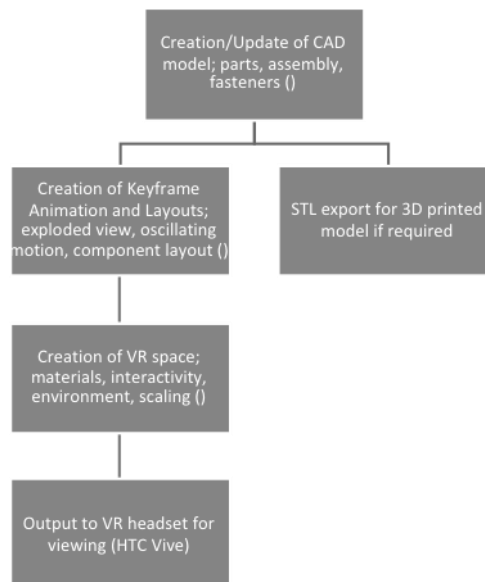 Creation/Update of CAD
model; parts, assembly,
fasteners ()
Creation of Keyframe
Animation and Layouts;
exploded view, oscillating
motion, component layout ()
STL export for 3D printed
model if required
Creation of VR space;
materials, interactivity,
environment, scaling ()
Output to VR headset for
viewing (HTC Vive)